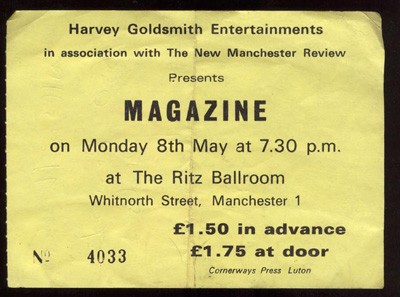 Harvey Goldsmith Entertainments
in association with The New Manchester Review
Presents
MAGAZINE
on Monday 8th May at 7.30 p.m.
at The Ritz Ballroom
Whitnorth Street, Manchester 1
£1.50 in advance
£1.75 at door
Nº 4033
Cornerways Press Luton